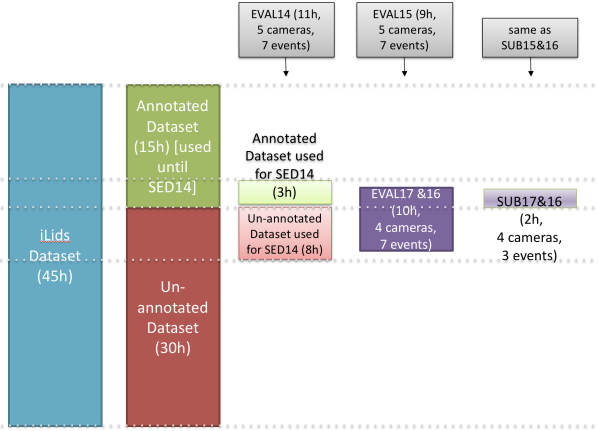 EVAL14 (11h,
5 cameras,
7 events)
EVAL15 (9h,
5 cameras,
7 events)
same as
SUB15&16
Annotated
Dataset
(15h) [used
until
SED14]
Annotated
Dataset used
for SED14
(3h)
Un-annotated
Dataset used
for SED14 (8h)
EVAL17 &16
(10h,
4 cameras,
7 events)
SUB17&16
(2h,
4 cameras,
3 events)
iLids
Dataset
(45h)
Un-
annotated
Dataset
(30h)